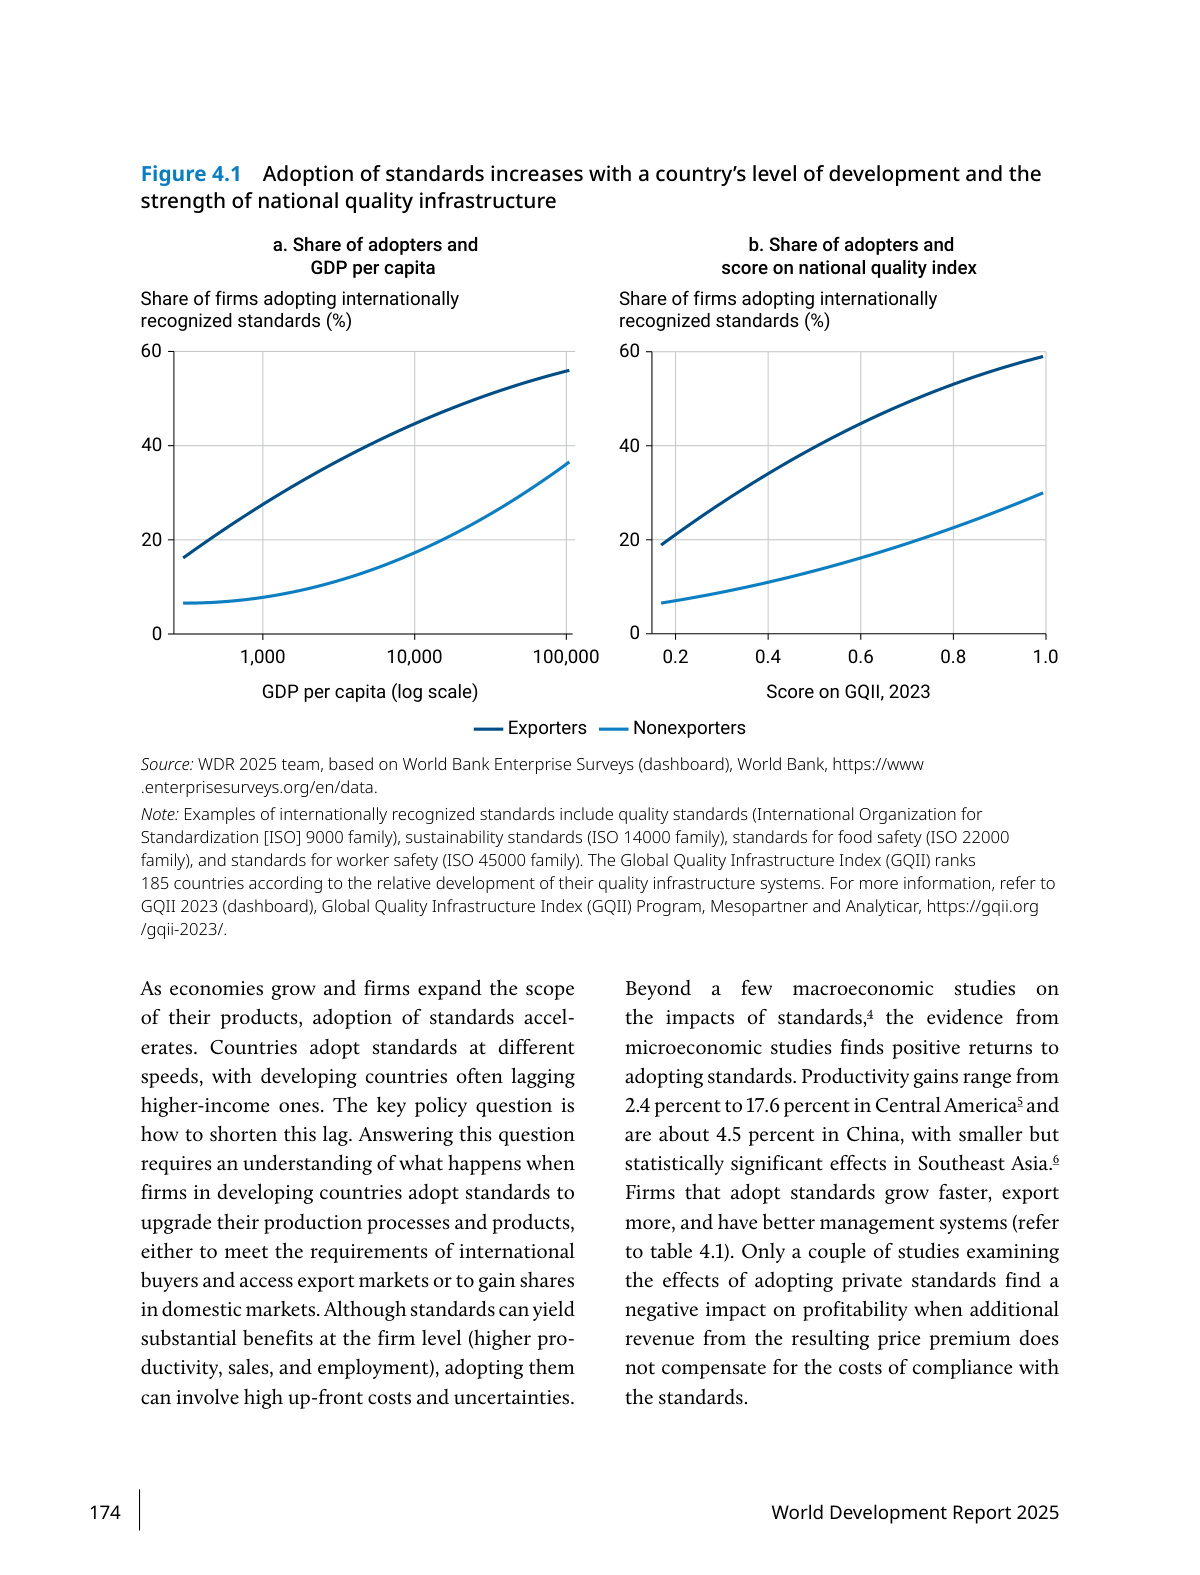 Figure 4.1 Adoption of standards increases with a country’s level of development and the
strength of national quality infrastructure
a. Share of adopters and
GDP per capita
Share of firms adopting internationally
recognized standards (%)
60
40
20
0
1,000
10,000
100,000
GDP per capita (log scale)
b. Share of adopters and
score on national quality index
Share of firms adopting internationally
recognized standards (%)
60
40
20
0
0.2
0.4
0.6
0.8
1.0
Score on GQII, 2023
Exporters
Nonexporters
Source: WDR 2025 team, based on World Bank Enterprise Surveys (dashboard), World Bank, https://www
.enterprisesurveys.org/en/data.
Note: Examples of internationally recognized standards include quality standards (International Organization for
Standardization [ISO] 9000 family), sustainability standards (ISO 14000 family), standards for food safety (ISO 22000
family), and standards for worker safety (ISO 45000 family). The Global Quality Infrastructure Index (GQII) ranks
185 countries according to the relative development of their quality infrastructure systems. For more information, refer to
GQII 2023 (dashboard), Global Quality Infrastructure Index (GQII) Program, Mesopartner and Analyticar, https://gqii.org
/gqii-2023/.
As economies grow and firms expand the scope
of their products, adoption of standards accel-
erates. Countries adopt standards at different
speeds, with developing countries often lagging
higher-income ones. The key policy question is
how to shorten this lag. Answering this question
requires an understanding of what happens when
firms in developing countries adopt standards to
upgrade their production processes and products,
either to meet the requirements of international
buyers and access export markets or to gain shares
in domestic markets. Although standards can yield
substantial benefits at the firm level (higher pro-
ductivity, sales, and employment), adopting them
can involve high up-front costs and uncertainties.
Beyond a few macroeconomic studies on
the impacts of standards,4 the evidence from
microeconomic studies finds positive returns to
adopting standards. Productivity gains range from
2.4 percent to 17.6 percent in Central America5 and
are about 4.5 percent in China, with smaller but
statistically significant effects in Southeast Asia.6
Firms that adopt standards grow faster, export
more, and have better management systems (refer
to table 4.1). Only a couple of studies examining
the effects of adopting private standards find a
negative impact on profitability when additional
revenue from the resulting price premium does
not compensate for the costs of compliance with
the standards.
174
World Development Report 2025